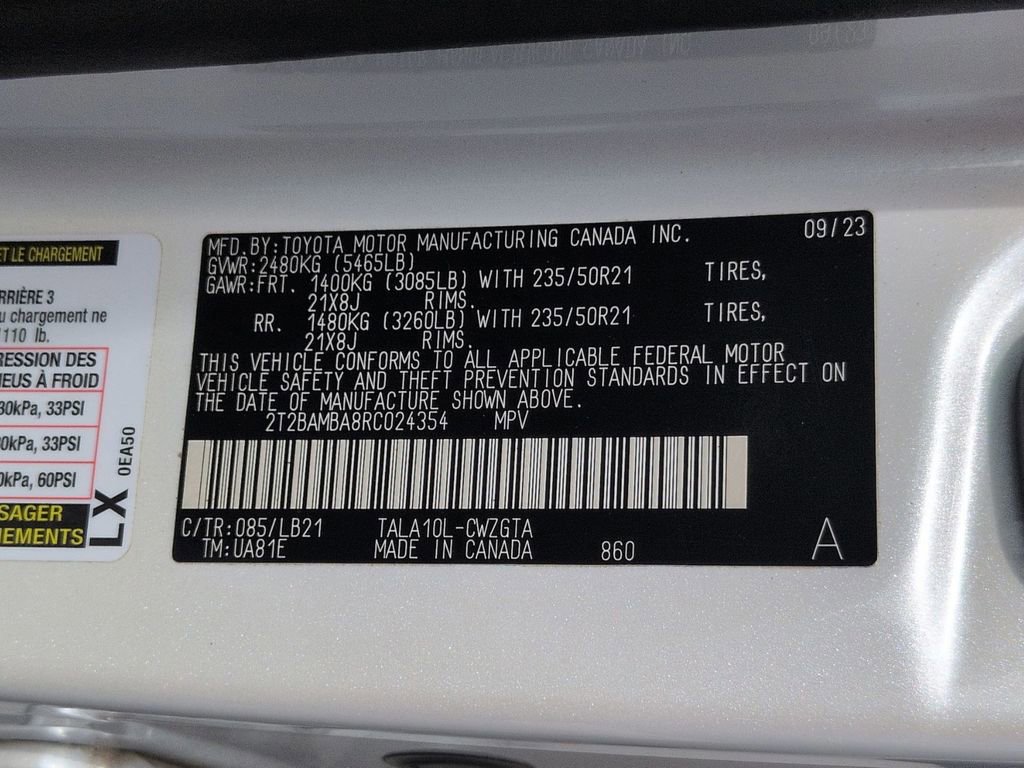 ET LE CHARGEMENT
ARRIÈRE 3
u chargement ne
110 lb.
RESSION DES
NEUS À FROID
30kPa, 33PSI
0kPa, 33PSI
0kPa, 60PSI
SAGER
NEMENTS
LX 0EA50
MFD.BY:TOYOTA MOTOR MANUFACTURING CANADA INC. 09/23
GVWR:2480KG (5465LB)
GAWR:FRT. 1400KG (3085LB) WITH 235/50R21 TIRES,
21X8J RIMS.
RR. 1480KG (3260LB) WITH 235/50R21 TIRES,
21X8J RIMS.
THIS VEHICLE CONFORMS TO ALL APPLICABLE FEDERAL MOTOR
VEHICLE SAFETY AND THEFT PREVENTION STANDARDS IN EFFECT ON
THE DATE OF MANUFACTURE SHOWN ABOVE.
2T2BAMBA8RC024354 MPV
C/TR:085/LB21 TALA10L-CWZGTA
TM:UA81E MADE IN CANADA 860 A